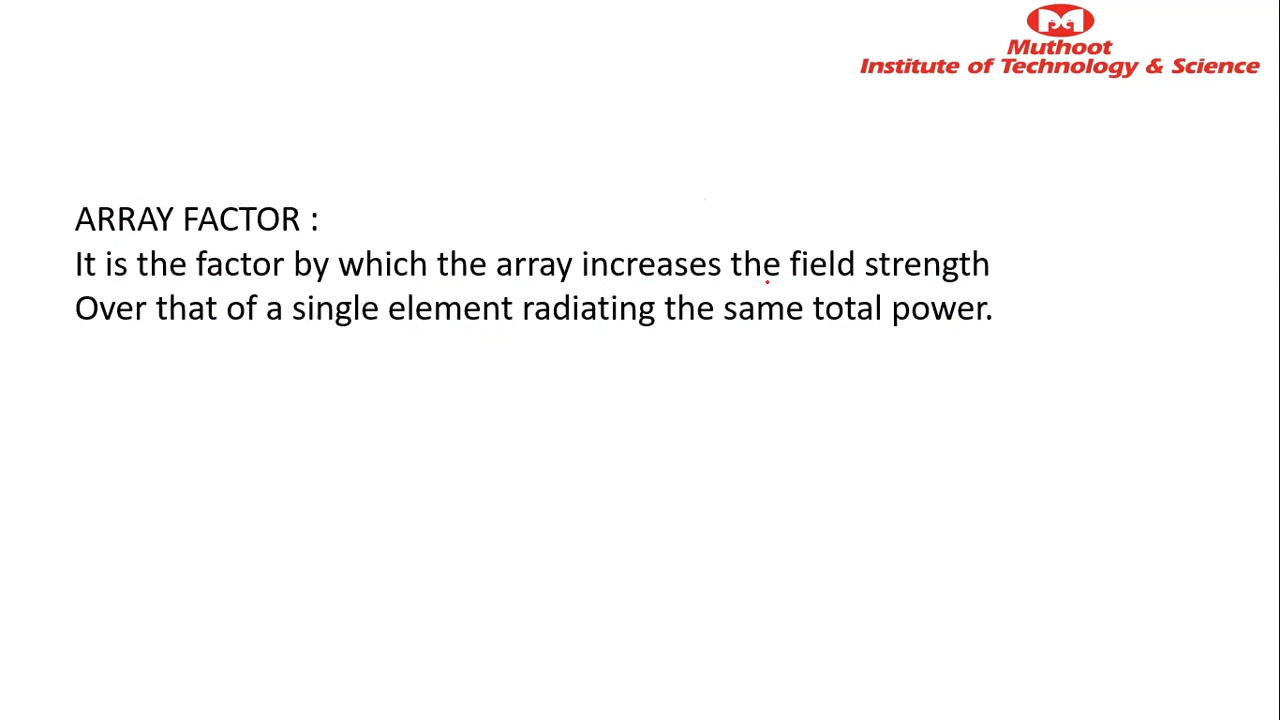 Muthoot
Institute of Technology & Science
ARRAY FACTOR :
It is the factor by which the array increases the field strength
Over that of a single element radiating the same total power.